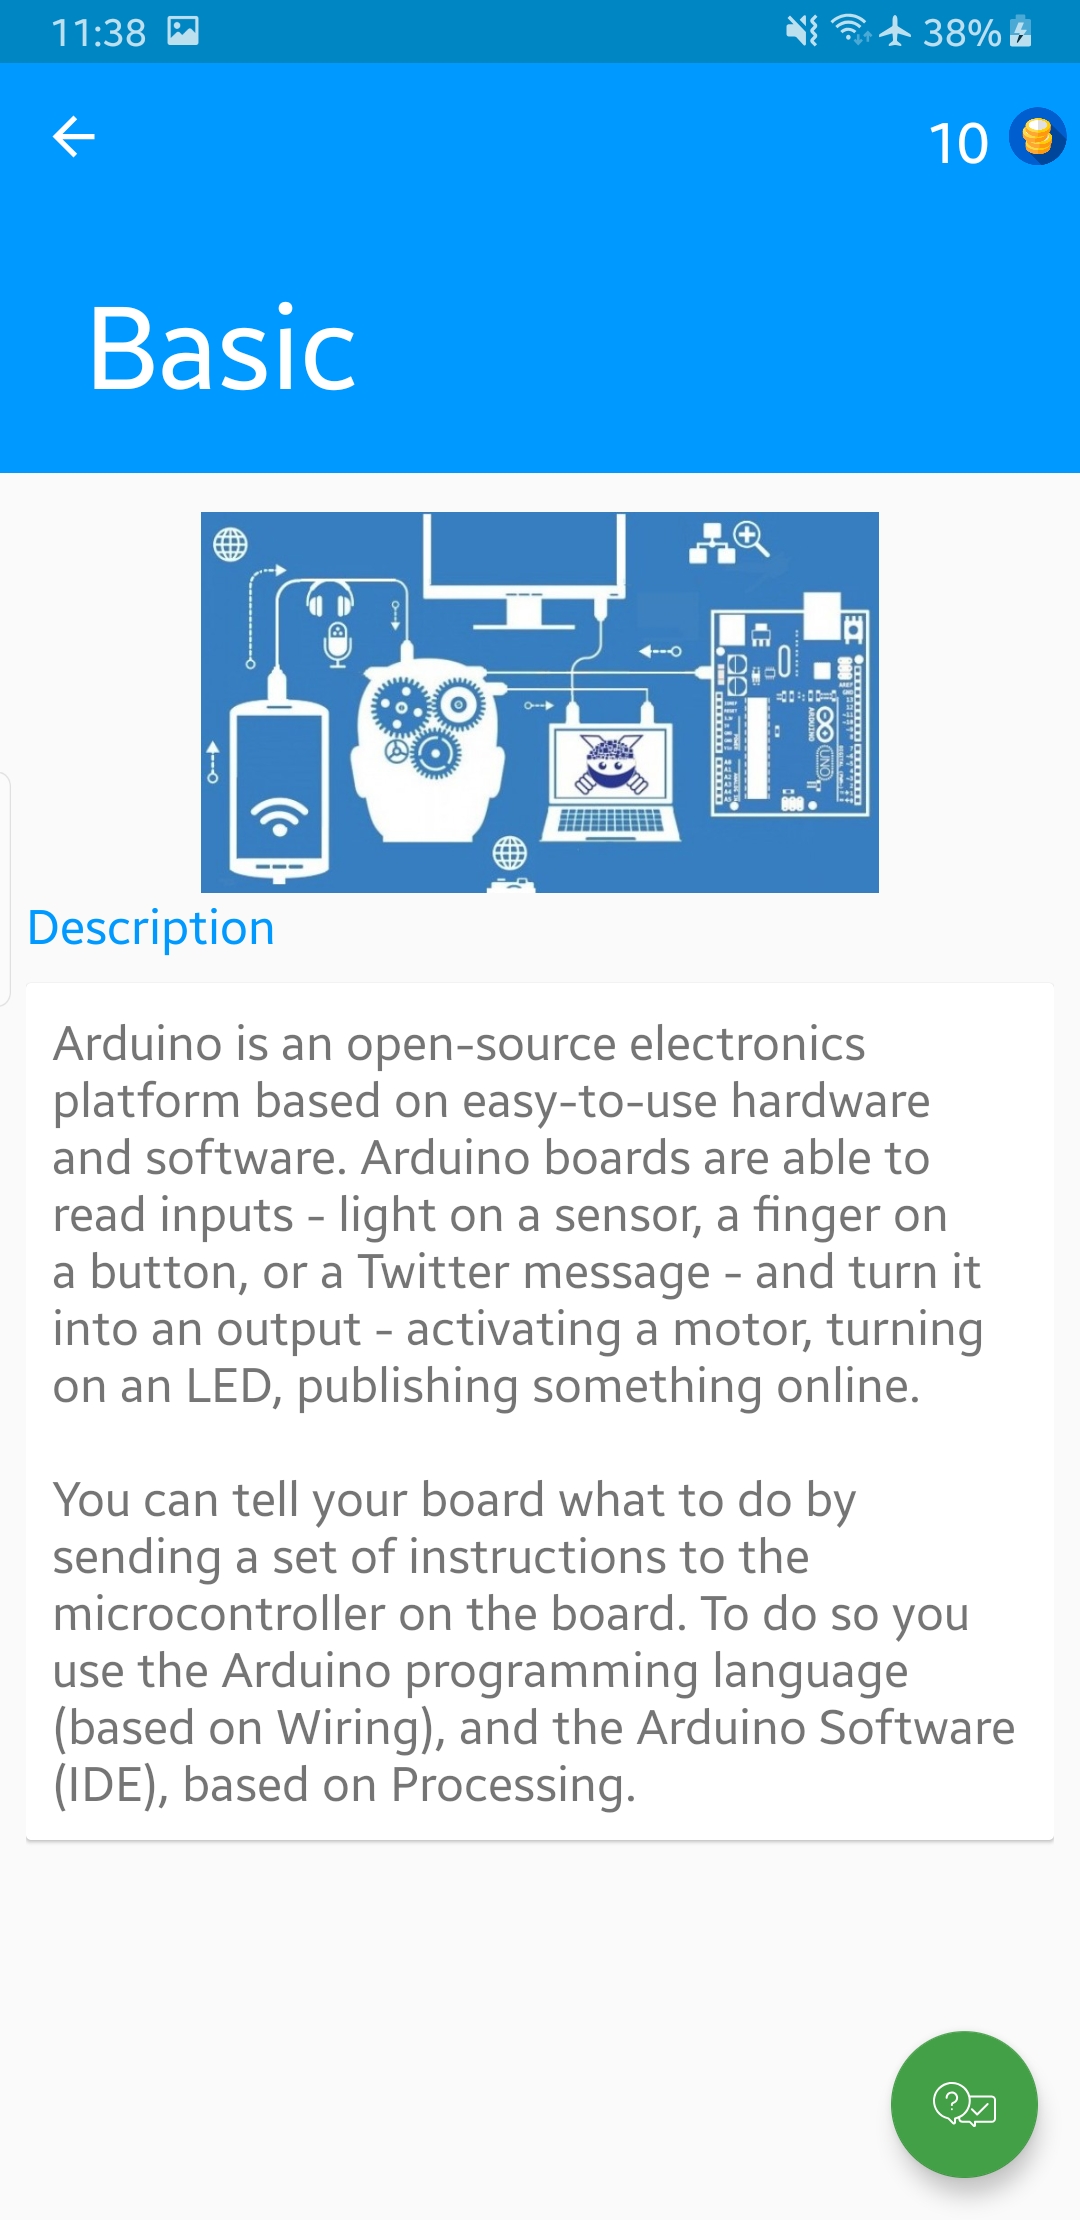 11:38
38%
10
Basic
ARDUINO
UNO
Description
Arduino is an open-source electronics
platform based on easy-to-use hardware
and software. Arduino boards are able to
read inputs - light on a sensor, a finger on
a button, or a Twitter message - and turn it
into an output - activating a motor, turning
on an LED, publishing something online.
You can tell your board what to do by
sending a set of instructions to the
microcontroller on the board. To do so you
use the Arduino programming language
(based on Wiring), and the Arduino Software
(IDE), based on Processing.